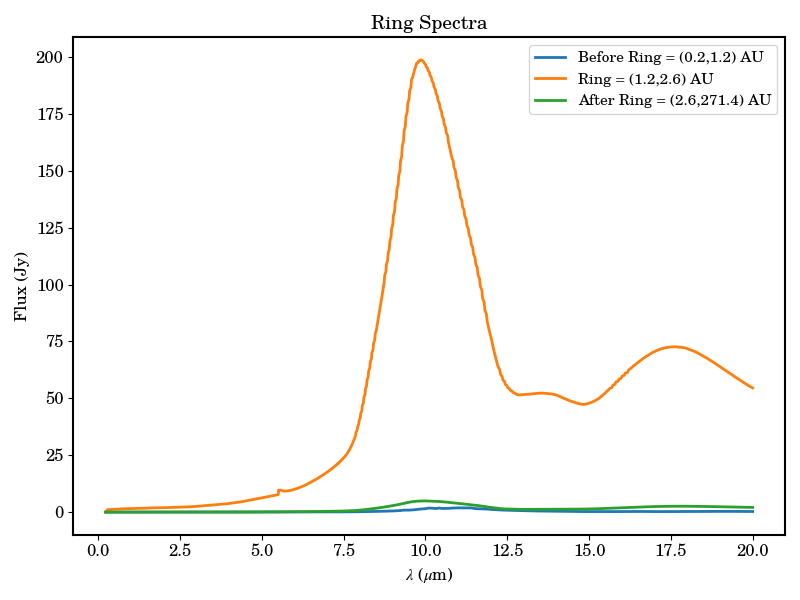 Ring Spectra
Before Ring = (0.2,1.2) AU
Ring = (1.2,2.6) AU
After Ring = (2.6,271.4) AU
Flux (Jy)
200
175
150
125
100
75
50
25
0
0.0 2.5 5.0 7.5 10.0 12.5 15.0 17.5 20.0
λ (μm)